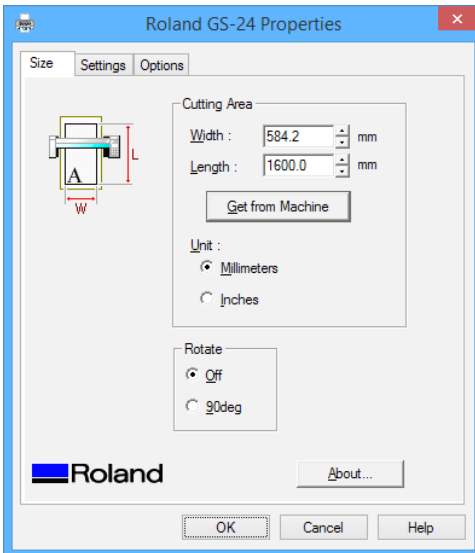 Roland GS-24 Properties
Size Settings Options
Cutting Area
Width : 584.2 mm
Length : 1600.0 mm
Get from Machine
Unit :
Millimeters
Inches
L
A
W
Rotate
Off
90deg
Roland
About...
OK Cancel Help